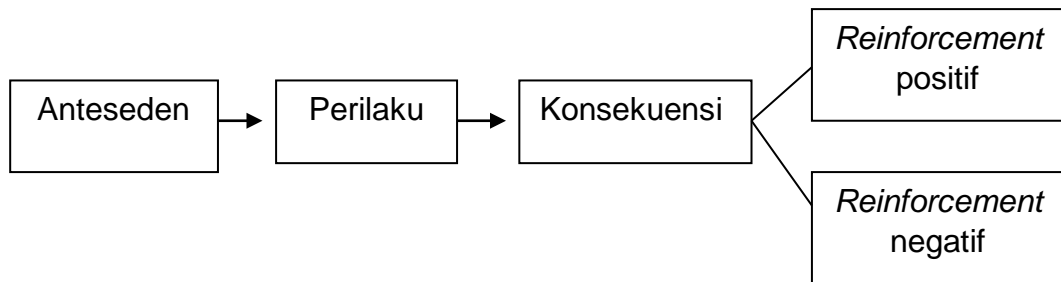 Anteseden
Perilaku
Konsekuensi
Reinforcement
positif
Reinforcement
negatif